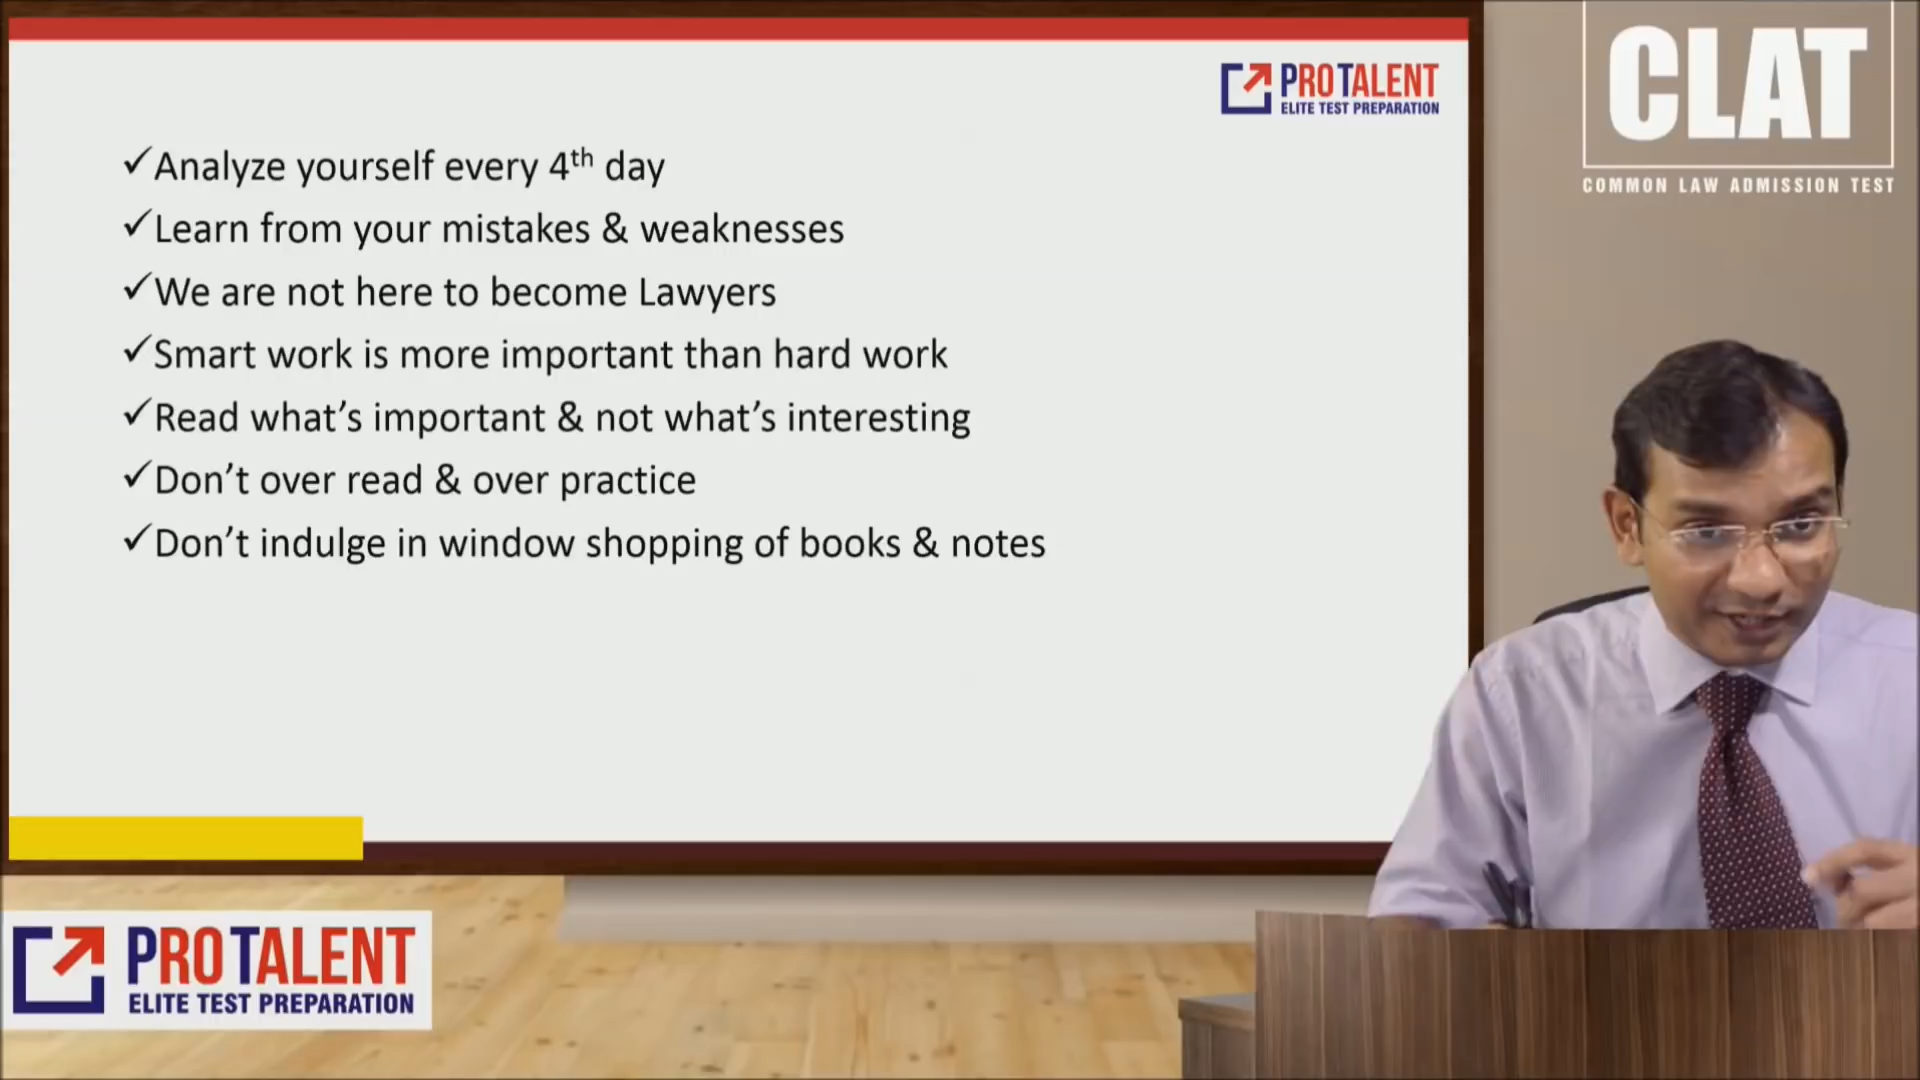 PROTALENT
ELITE TEST PREPARATION
CLAT
COMMON LAW ADMISSION TEST
✓Analyze yourself every 4th day
✓Learn from your mistakes & weaknesses
✓We are not here to become Lawyers
✓Smart work is more important than hard work
✓Read what’s important & not what’s interesting
✓Don’t over read & over practice
✓Don’t indulge in window shopping of books & notes
PROTALENT
ELITE TEST PREPARATION